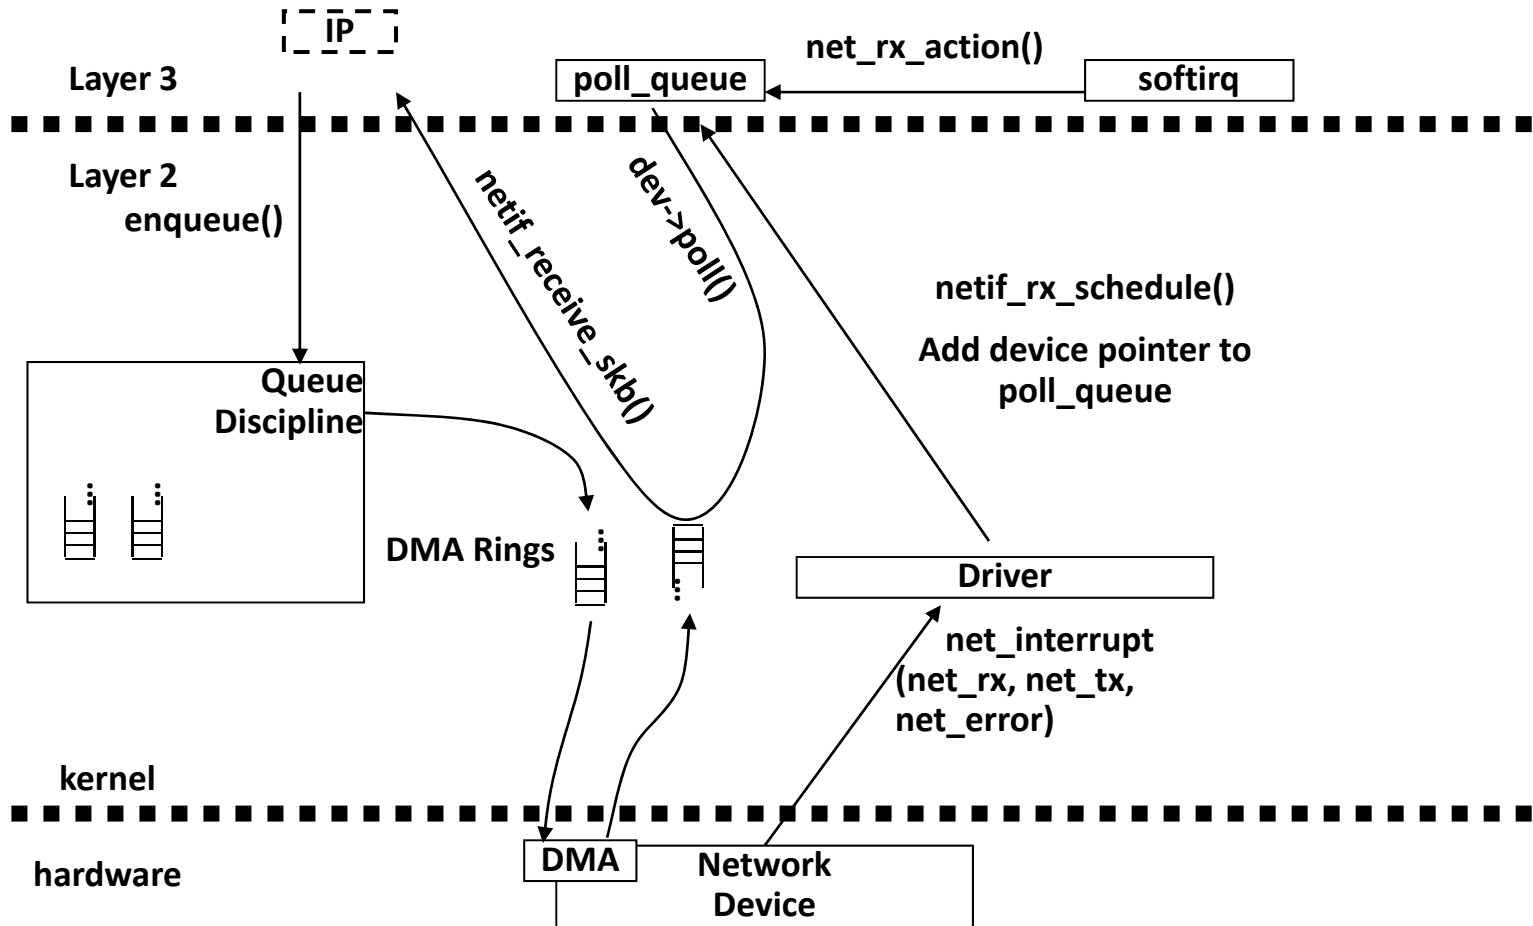 IP
net_rx_action()
Layer 3
poll_queue
softirq
Layer 2
enqueue()
netif_receive_skb()
dev->poll()
netif_rx_schedule()
Add device pointer to
poll_queue
Queue
Discipline
DMA Rings
Driver
net_interrupt
(net_rx, net_tx,
net_error)
kernel
hardware
DMA
Network
Device